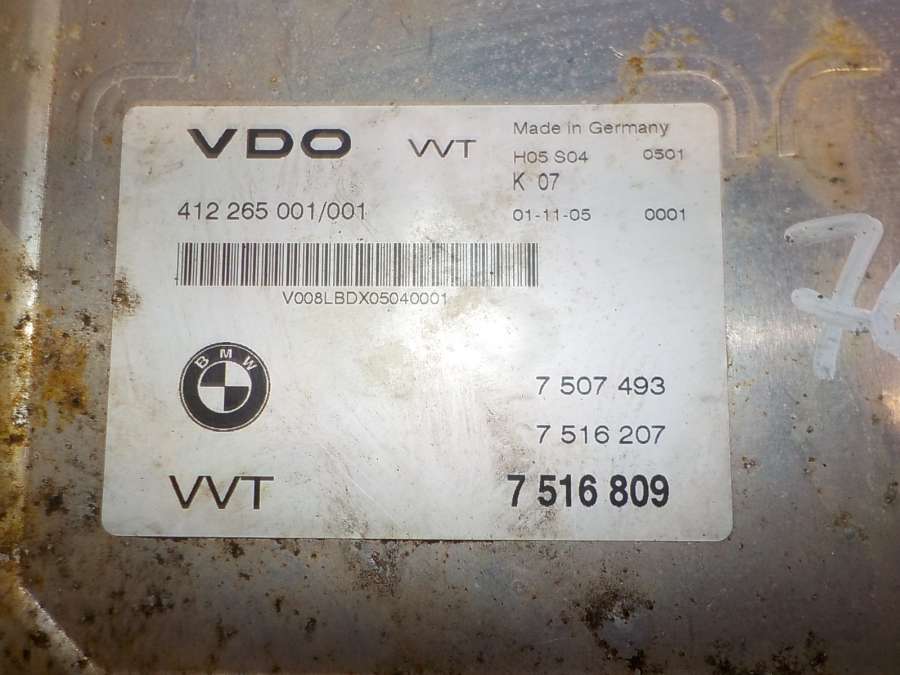 VDO VVT Made in Germany
H05 S04 0501
K 07
412 265 001/001 01-11-05 0001
V008LBDX05040001
BMW
7 507 493
7 516 207
VVT 7 516 809